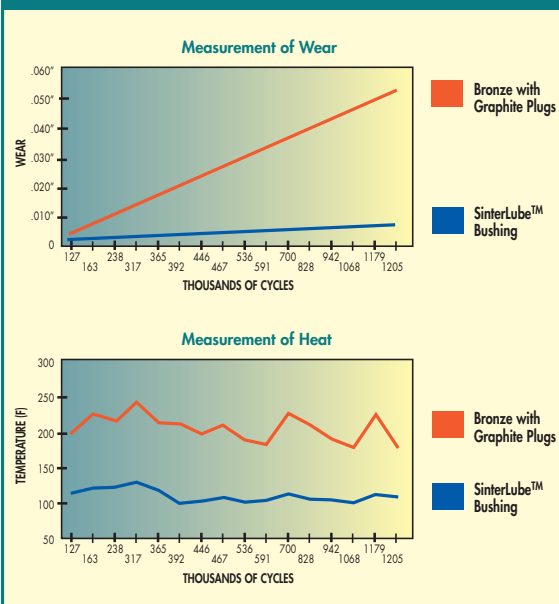 Measurement of Wear
.060"
.050"
.040"
.030"
.020"
.010"
0
WEAR
127 238 365 446 536 700 942 1179
163 317 392 467 591 828 1068 1205
THOUSANDS OF CYCLES
Bronze with
Graphite Plugs
SinterLube™
Bushing
Measurement of Heat
300
250
200
150
100
50
TEMPERATURE (F)
127 238 365 446 536 700 942 1179
163 317 392 467 591 828 1068 1205
THOUSANDS OF CYCLES
Bronze with
Graphite Plugs
SinterLube™
Bushing